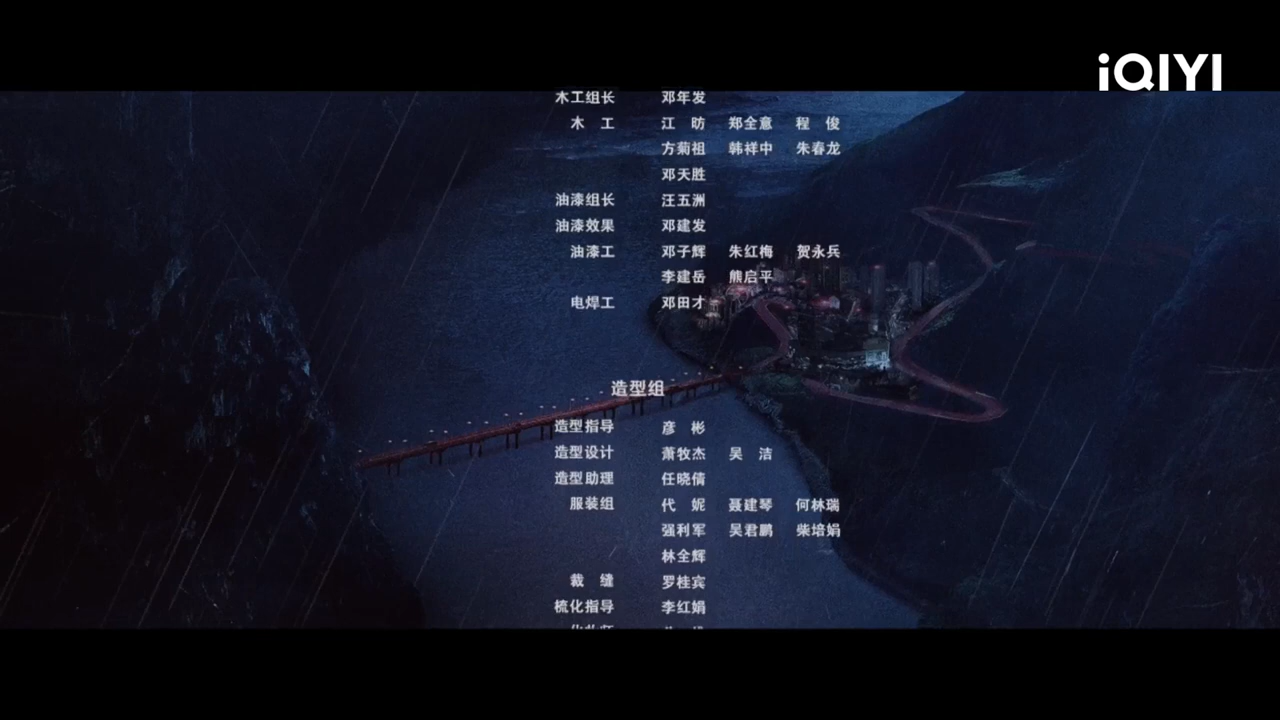 iQIYI
木工组长 邓年发
木 工 江 昉 郑全意 程 俊
方菊祖 韩祥中 朱春龙
邓天胜
油漆组长 汪五洲
油漆效果 邓建发
油漆工 邓子辉 朱红梅 贺永兵
李建岳 熊启平
电焊工 邓田才
造型组
造型指导 彦 彬
造型设计 萧牧杰 吴 洁
造型助理 任晓倩
服装组 代 妮 聂建琴 何林瑞
强利军 吴君鹏 柴培娟
林全辉
裁 缝 罗桂宾
梳化指导 李红娟